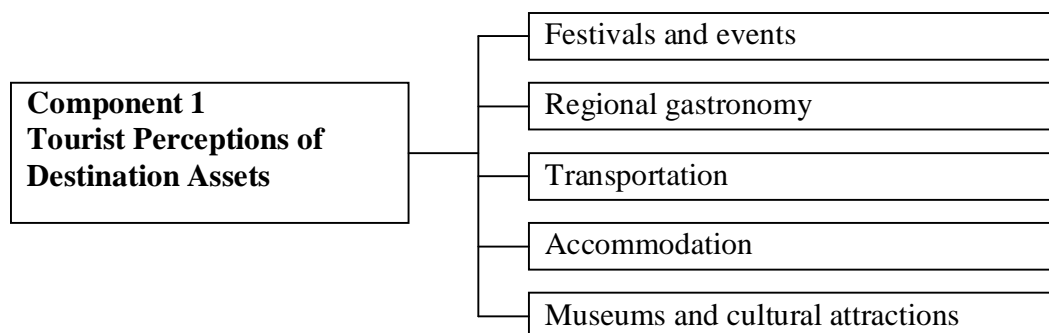 Component 1
Tourist Perceptions of
Destination Assets
Festivals and events
Regional gastronomy
Transportation
Accommodation
Museums and cultural attractions